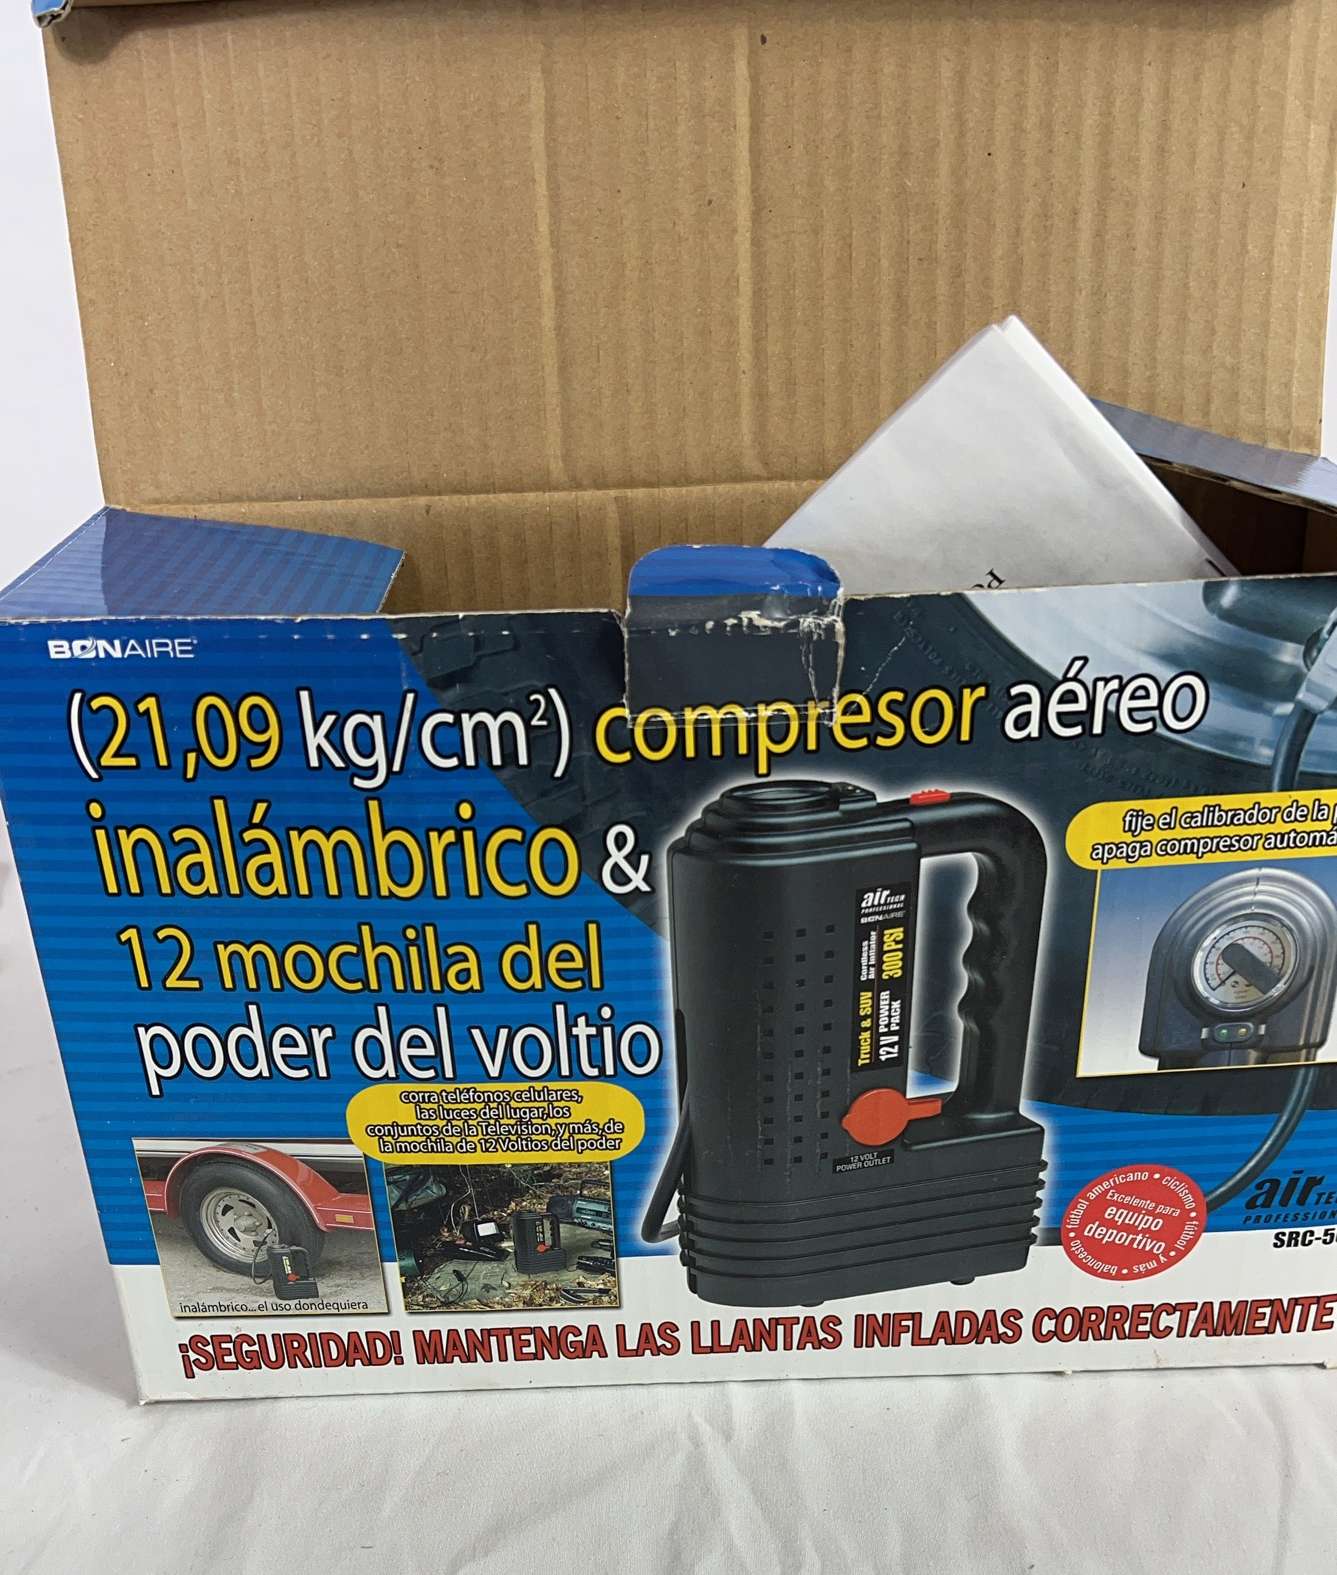 BONAIRE
(21,09 kg/cm²) compresor aéreo
inalámbrico &
12 mochila del
poder del voltio
corra teléfonos celulares,
las luces del lugar, los
conjuntos de la Television, y más, de
la mochila de 12 Voltios del poder
inalámbrico... el uso dondequiera
air TECH
PROFESSIONAL
BONAIRE
Cordless
Air Inflator
300 PSI
Truck & SUV
12V POWER
PACK
12 VOLT
POWER OUTLET
fije el calibrador de la
apaga compresor automa
Excelente para
equipo
deportivo
fútbol americano • ciclismo • fútbol • y más • baloncesto •
air TE
PROFESSION
SRC-5
¡SEGURIDAD! MANTENGA LAS LLANTAS INFLADAS CORRECTAMENTE